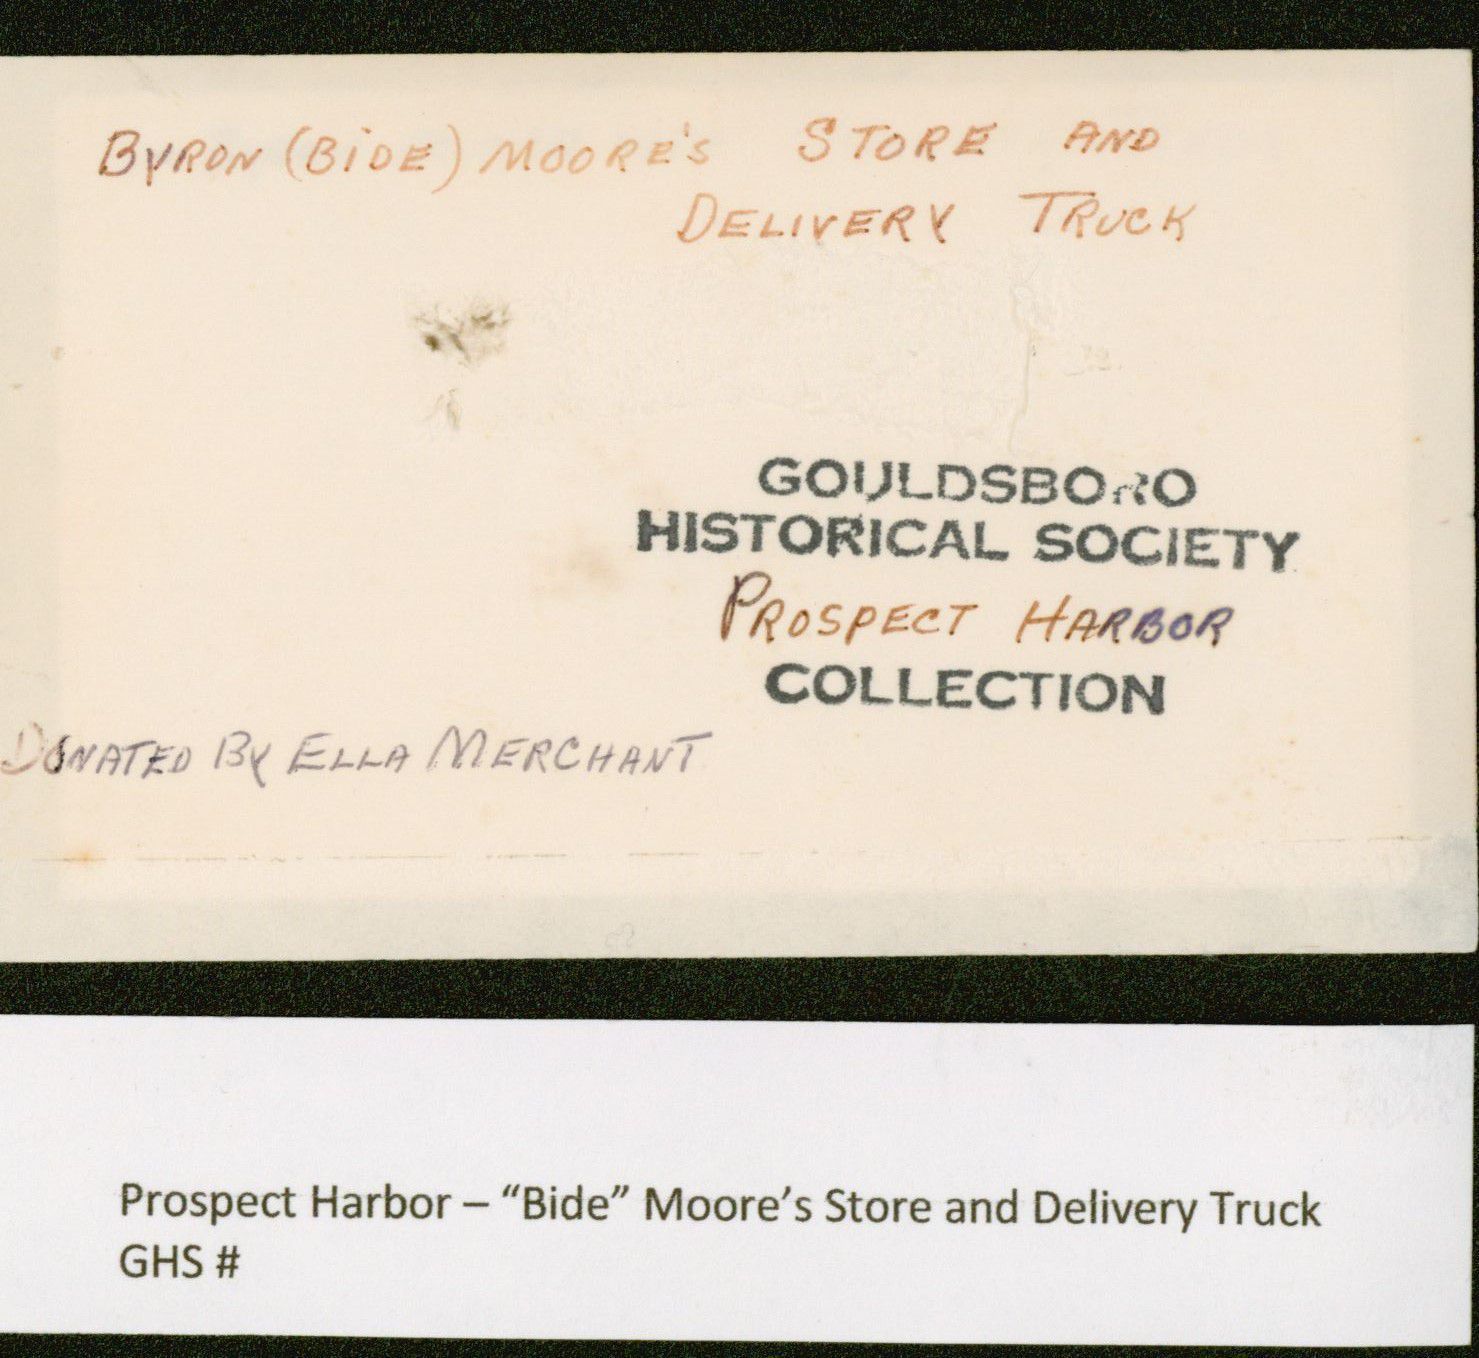 BYRON (BiDE) MOORE'S STORE AND
DELIVERY TRUCK
GOULDSBORO
HISTORICAL SOCIETY
PROSPECT HARBOR
COLLECTION
DONATED BY ELLA MERCHANT
Prospect Harbor – “Bide” Moore’s Store and Delivery Truck
GHS #